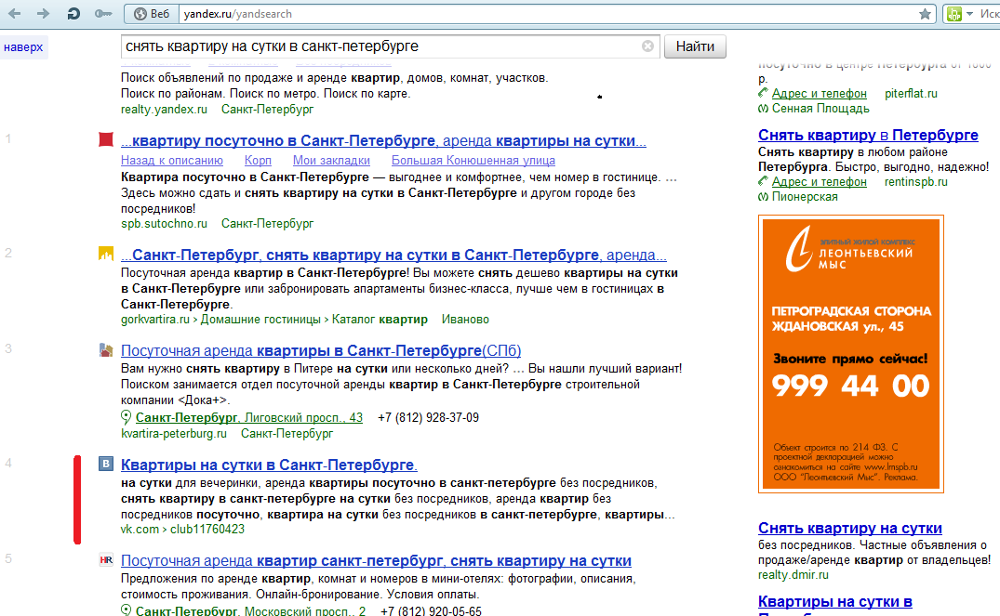 Веб
yandex.ru/yandsearch
Иск
наверх
снять квартиру на сутки в санкт-петербурге
Найти
Поиск объявлений по продаже и аренде квартир, домов, комнат, участков.
Поиск по районам. Поиск по метро. Поиск по карте.
realty.yandex.ru Санкт-Петербург
1
...квартиру посуточно в Санкт-Петербурге, аренда квартиры на сутки...
Назад к описанию Корп Мои закладки Большая Конюшенная улица
Квартира посуточно в Санкт-Петербурге — выгоднее и комфортнее, чем номер в гостинице. ...
Здесь можно сдать и снять квартиру на сутки в Санкт-Петербурге и другом городе без
посредников!
spb.sutochno.ru Санкт-Петербург
2
...Санкт-Петербург, снять квартиру на сутки в Санкт-Петербурге, аренда...
Посуточная аренда квартир в Санкт-Петербурге! Вы можете снять дешево квартиры на сутки
в Санкт-Петербурге или забронировать апартаменты бизнес-класса, лучше чем в гостиницах в
Санкт-Петербурге.
gorkvartira.ru › Домашние гостиницы › Каталог квартир Иваново
3
Посуточная аренда квартиры в Санкт-Петербурге(СПб)
Вам нужно снять квартиру в Питере на сутки или несколько дней? ... Вы нашли лучший вариант!
Поиском занимается отдел посуточной аренды квартир в Санкт-Петербурге строительной
компании <Дока+>.
Санкт-Петербург, Лиговский просп., 43 +7 (812) 928-37-09
kvartira-peterburg.ru Санкт-Петербург
4
В
Квартиры на сутки в Санкт-Петербурге.
на сутки для вечеринки, аренда квартиры посуточно в санкт-петербурге без посредников,
снять квартиру в санкт-петербурге на сутки без посредников, аренда квартир без
посредников посуточно, квартира на сутки без посредников в санкт-петербурге, квартиры...
vk.com › club11760423
5
HR
Посуточная аренда квартир санкт-петербург, снять квартиру на сутки
Предложения по аренде квартир, комнат и номеров в мини-отелях: фотографии, описания,
стоимость проживания. Онлайн-бронирование. Условия оплаты.
Санкт-Петербург, Московский просп., 2 +7 (812) 920-05-65
посуточно в центре Петербурга от 1000
р.
Адрес и телефон piterflat.ru
Сенная Площадь
Снять квартиру в Петербурге
Снять квартиру в любом районе
Петербурга. Быстро, выгодно, надежно!
Адрес и телефон rentinspb.ru
Пионерская
ЭЛИТНЫЙ ЖИЛОЙ КОМПЛЕКС
ЛЕОНТЬЕВСКИЙ
МЫС
ПЕТРОГРАДСКАЯ СТОРОНА
ЖДАНОВСКАЯ ул., 45
Звоните прямо сейчас!
999 44 00
Объект строится по 214 ФЗ. С
проектной декларацией можно
ознакомиться на сайте www.lmspb.ru
ООО "Леонтьевский Мыс". Реклама.
Снять квартиру на сутки
без посредников. Частные объявления о
продаже/аренде квартир от владельцев!
realty.dmir.ru
Квартиры на сутки в